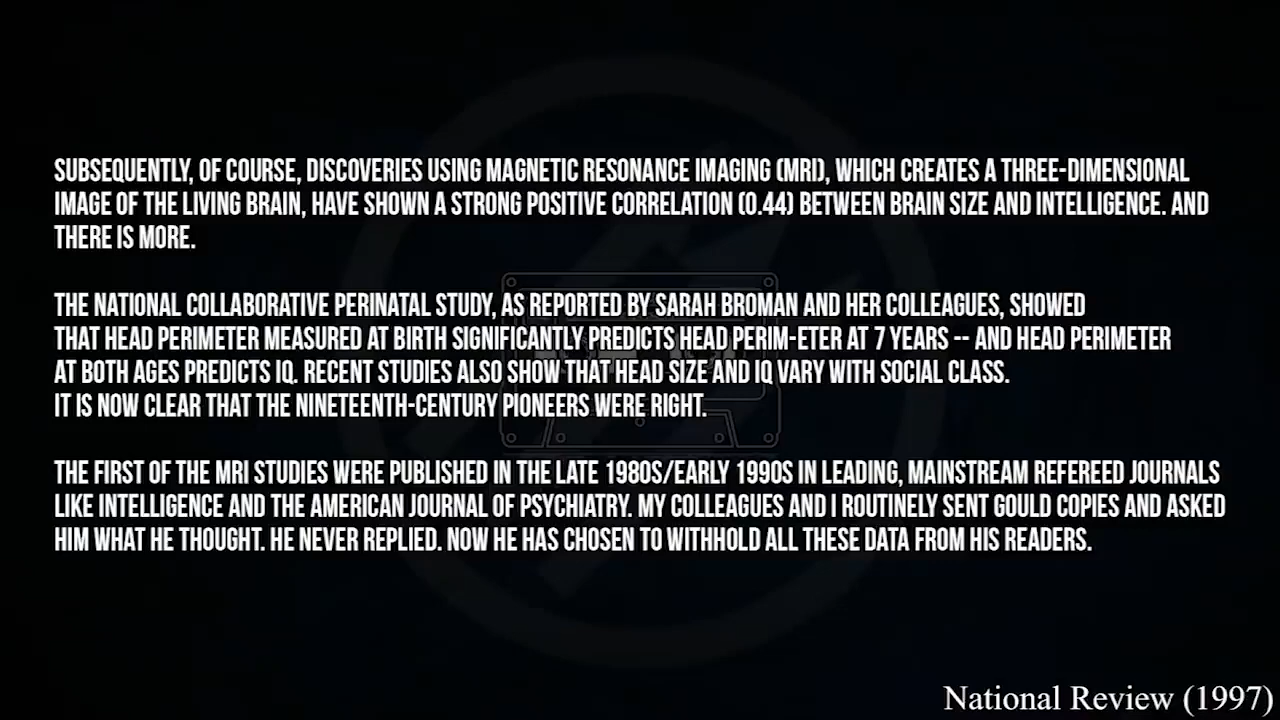 SUBSEQUENTLY, OF COURSE, DISCOVERIES USING MAGNETIC RESONANCE IMAGING (MRI), WHICH CREATES A THREE-DIMENSIONAL
IMAGE OF THE LIVING BRAIN, HAVE SHOWN A STRONG POSITIVE CORRELATION (0.44) BETWEEN BRAIN SIZE AND INTELLIGENCE. AND
THERE IS MORE.
THE NATIONAL COLLABORATIVE PERINATAL STUDY, AS REPORTED BY SARAH BROMAN AND HER COLLEAGUES, SHOWED
THAT HEAD PERIMETER MEASURED AT BIRTH SIGNIFICANTLY PREDICTS HEAD PERIM-ETER AT 7 YEARS -- AND HEAD PERIMETER
AT BOTH AGES PREDICTS IQ. RECENT STUDIES ALSO SHOW THAT HEAD SIZE AND IQ VARY WITH SOCIAL CLASS.
IT IS NOW CLEAR THAT THE NINETEENTH-CENTURY PIONEERS WERE RIGHT.
THE FIRST OF THE MRI STUDIES WERE PUBLISHED IN THE LATE 1980S/EARLY 1990S IN LEADING, MAINSTREAM REFEREED JOURNALS
LIKE INTELLIGENCE AND THE AMERICAN JOURNAL OF PSYCHIATRY. MY COLLEAGUES AND I ROUTINELY SENT GOULD COPIES AND ASKED
HIM WHAT HE THOUGHT. HE NEVER REPLIED. NOW HE HAS CHOSEN TO WITHHOLD ALL THESE DATA FROM HIS READERS.
National Review (1997)